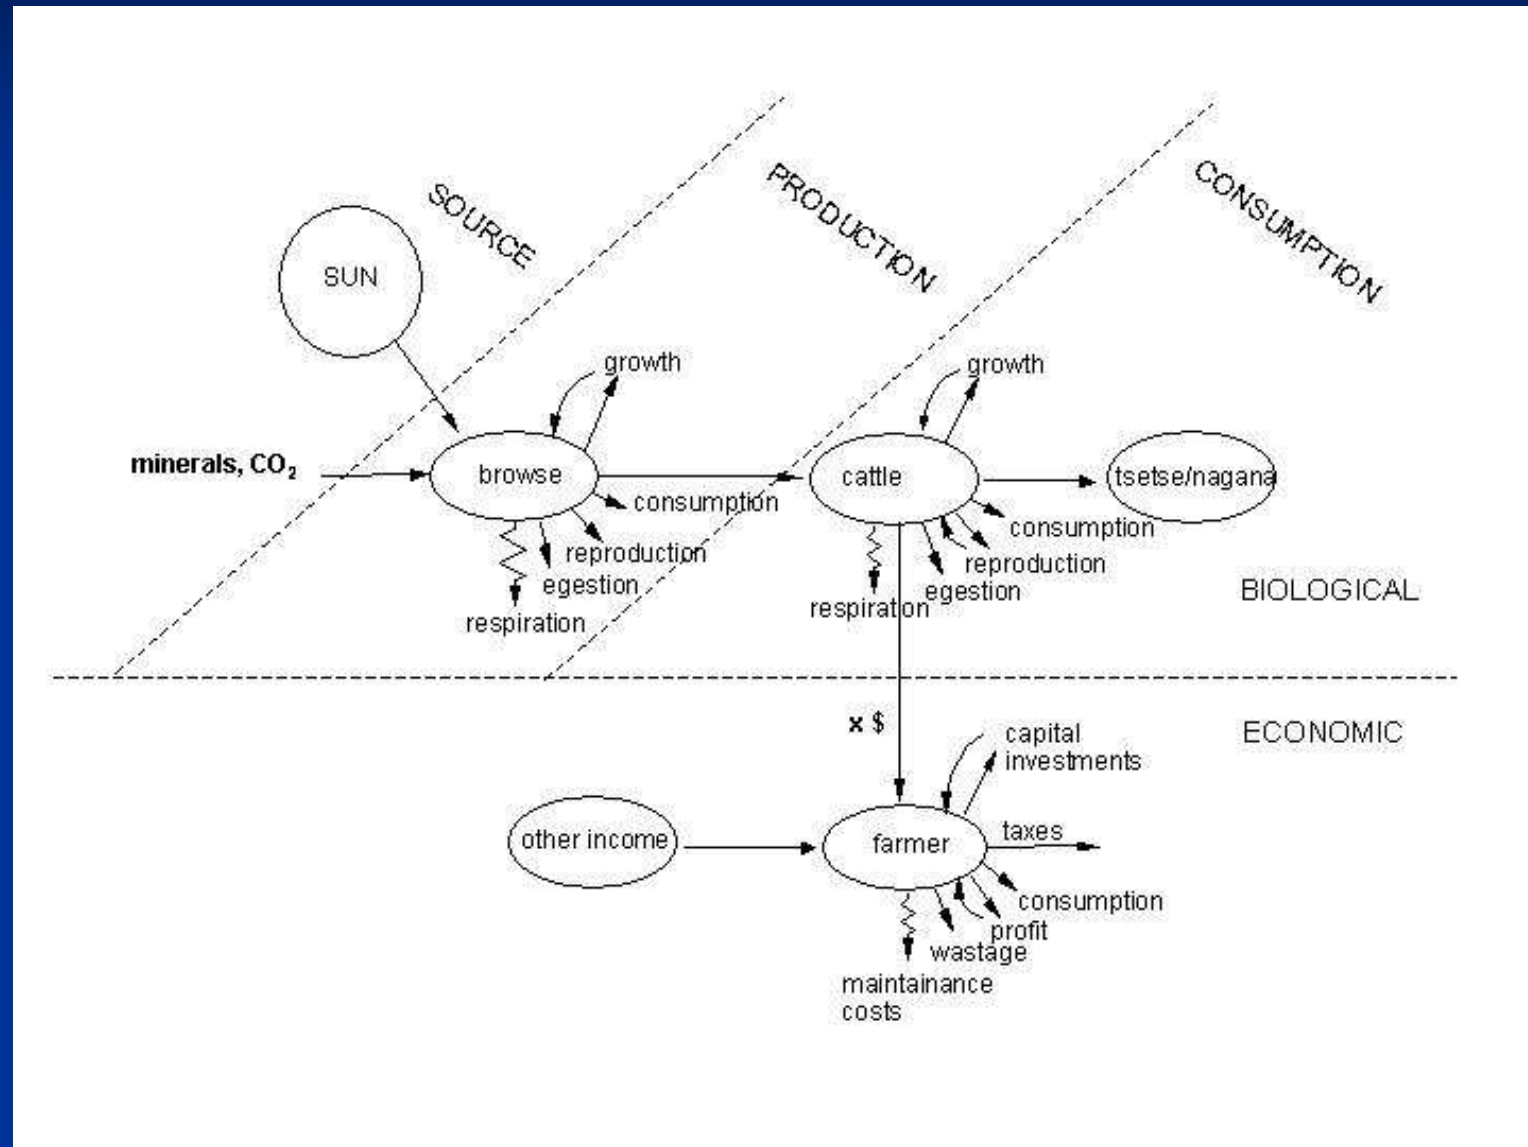 SOURCE
PRODUCTION
CONSUMPTION
SUN
growth
growth
minerals, CO₂
browse
cattle
tsetse/nagana
consumption
consumption
reproduction
reproduction
egestion
egestion
respiration
respiration
BIOLOGICAL
x $
ECONOMIC
capital
investments
other income
farmer
taxes
consumption
profit
wastage
maintainance
costs